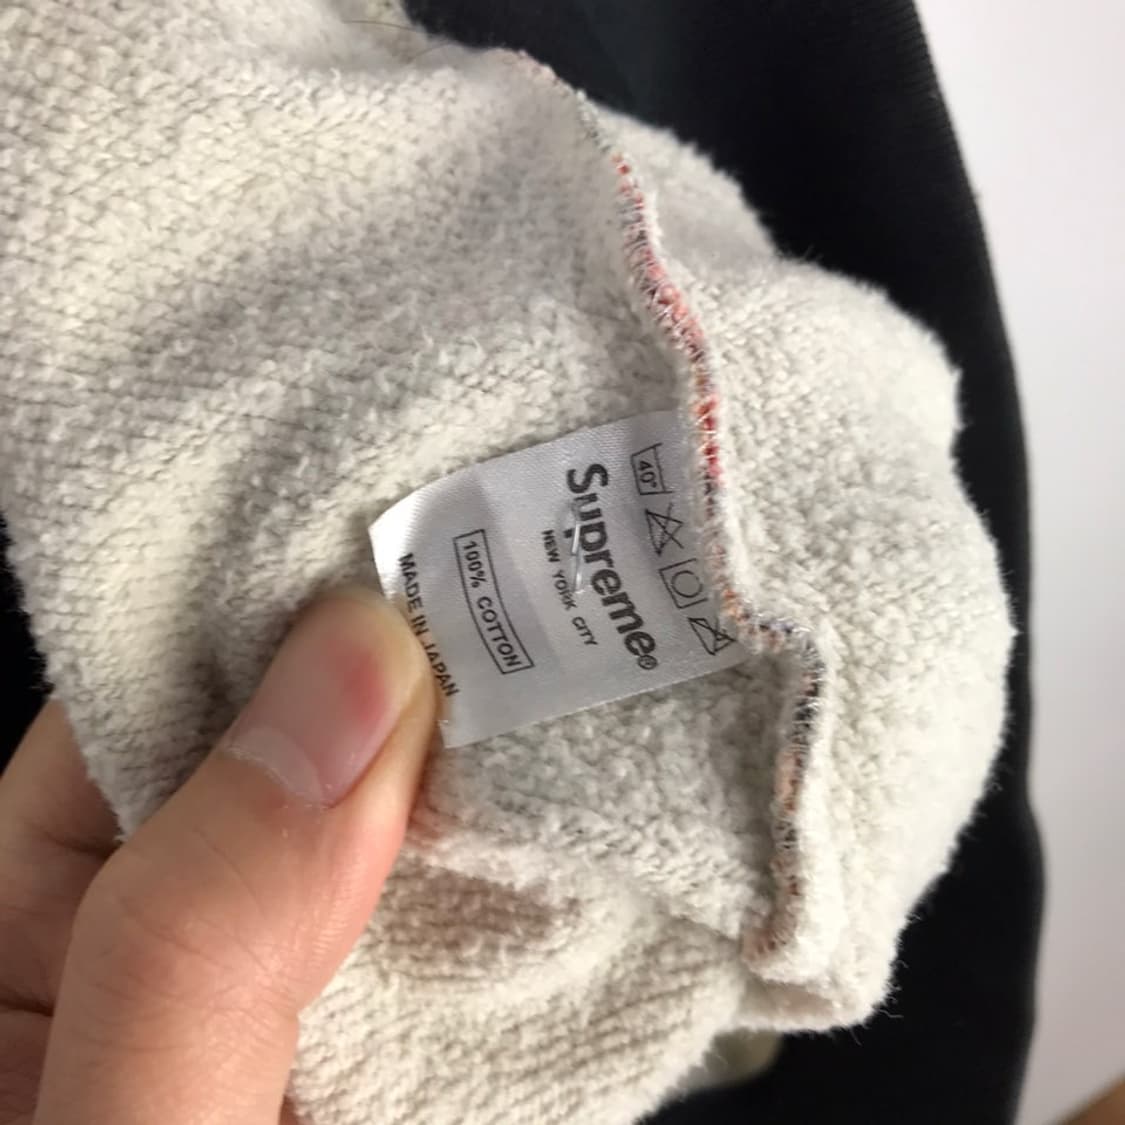 40°
Supreme®
NEW YORK CITY
100% COTTON
MADE IN JAPAN